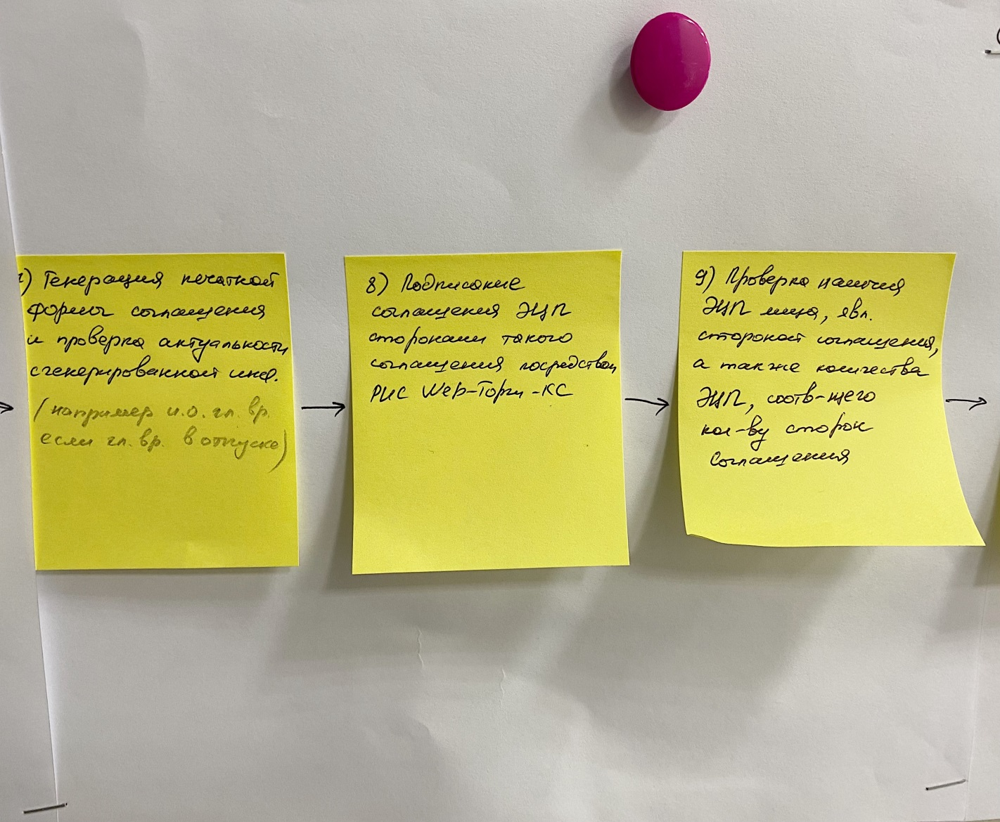 ) Генерация печатной
формы соглашения
и проверка актуальности
сгенерированной инф.
(например и.о. гл. вр.
если гл. вр. в отпуске)
8) Подписание
соглашения ЭЦП
сторонами такого
соглашения посредством
РИС Web-Торги-КС
9) Проверка наличия
ЭЦП лица, явл.
стороной соглашения,
а также количества
ЭЦП, соотв-щего
кол-ву сторон
соглашения